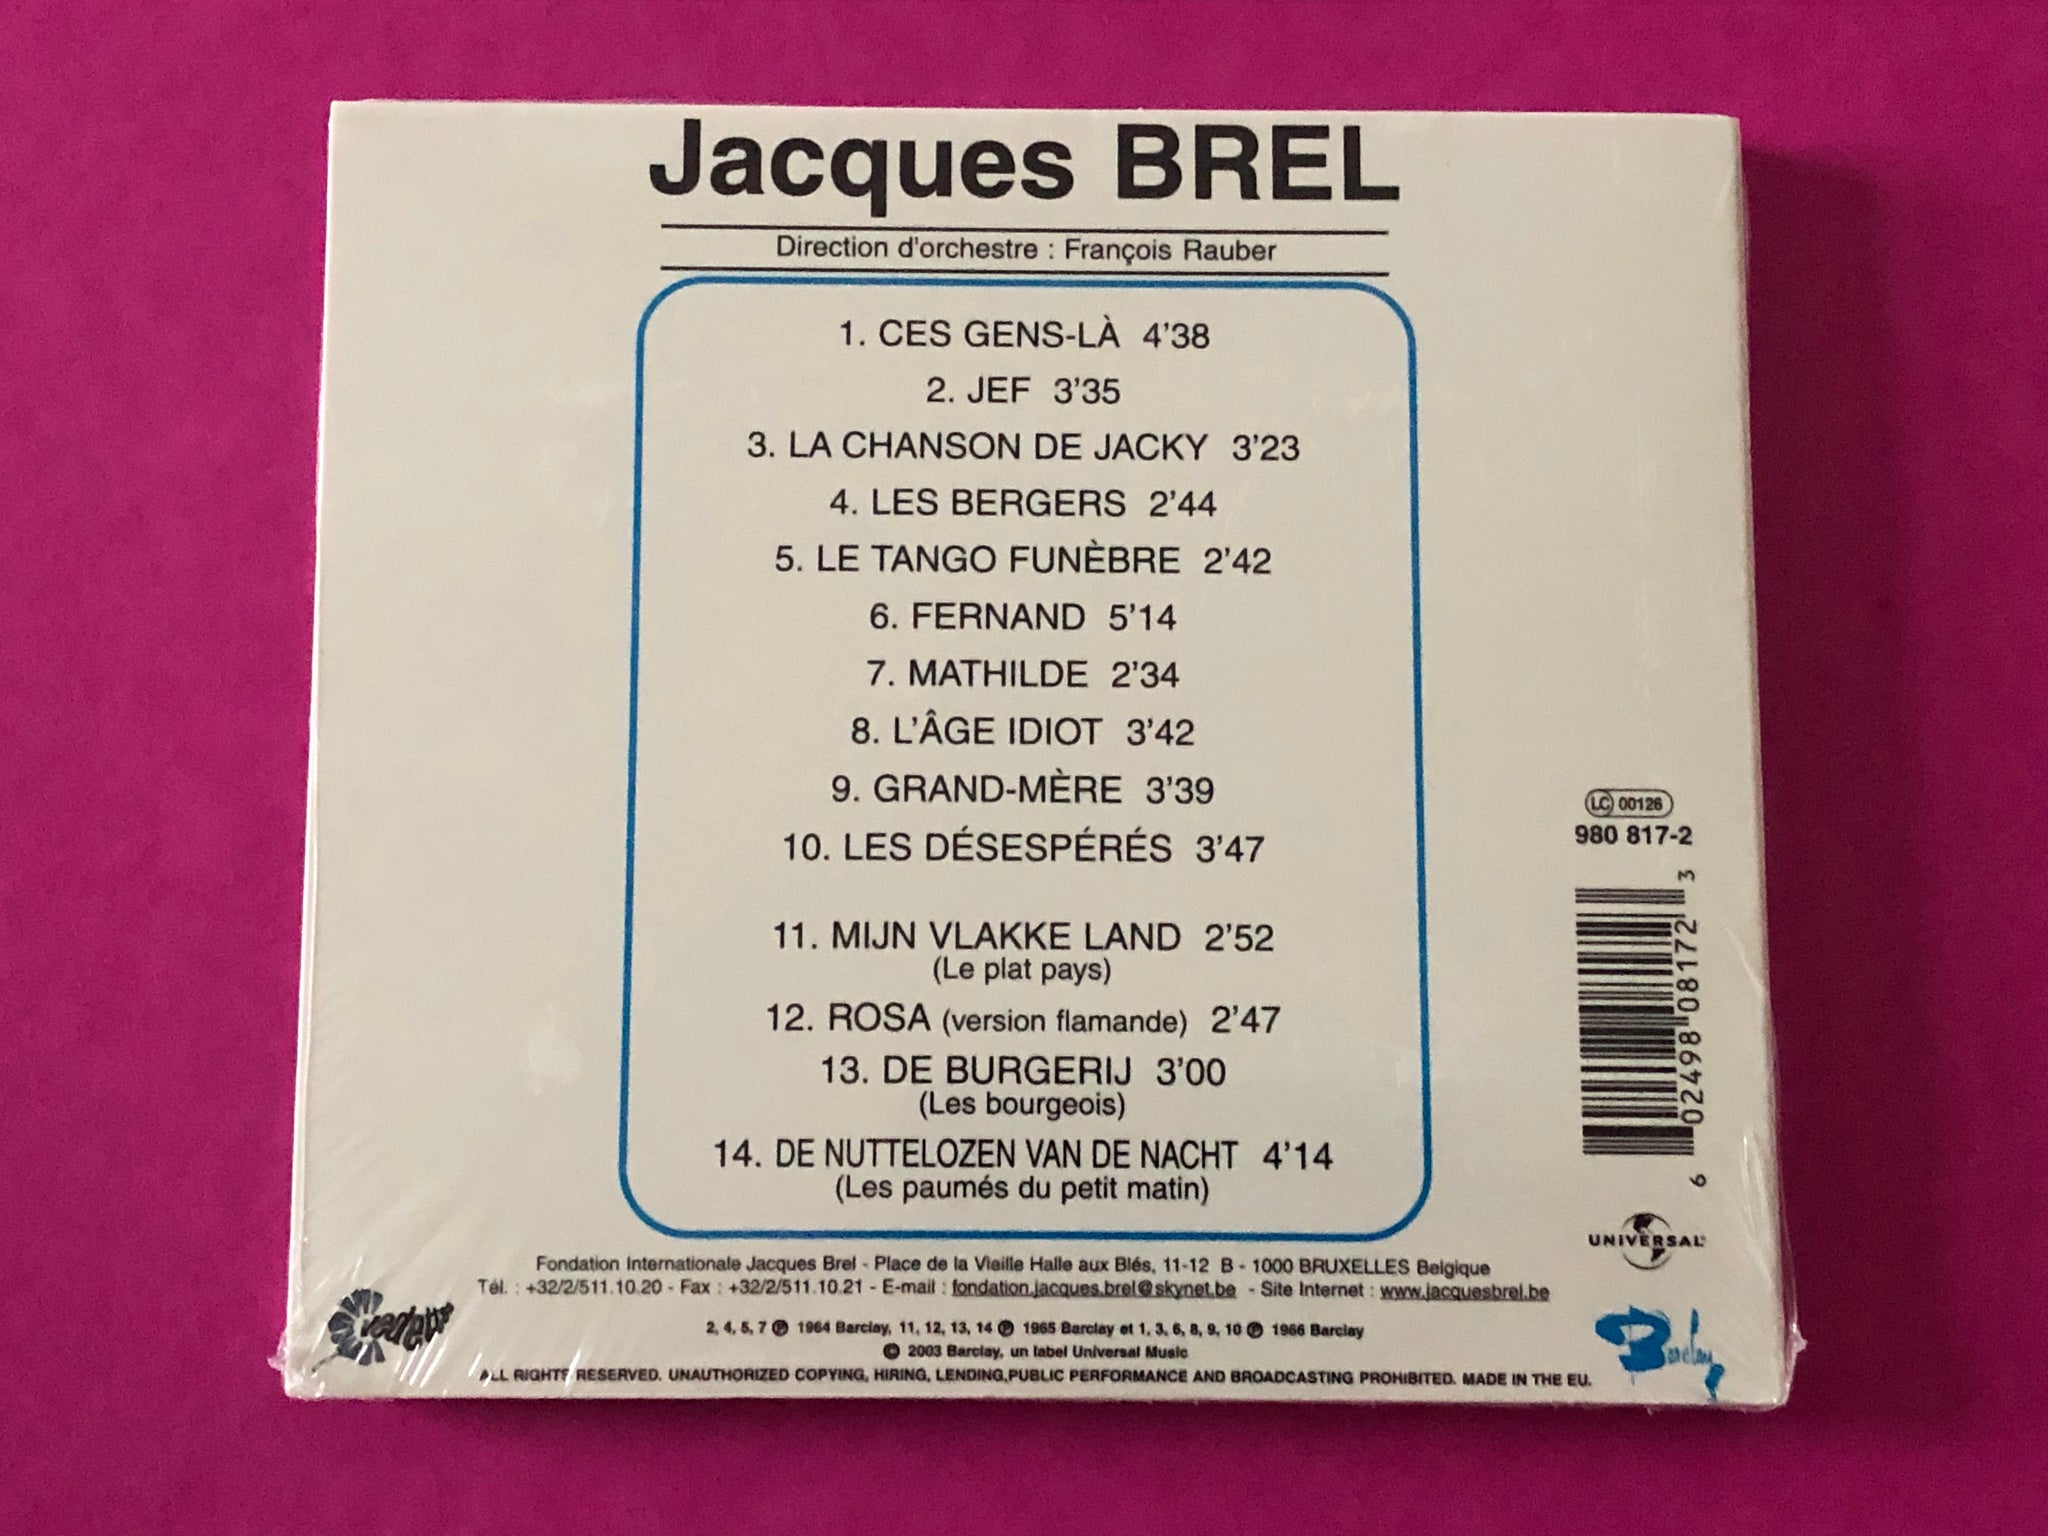 Jacques BREL
Direction d'orchestre : François Rauber
1. CES GENS-LÀ 4'38
2. JEF 3'35
3. LA CHANSON DE JACKY 3'23
4. LES BERGERS 2'44
5. LE TANGO FUNÈBRE 2'42
6. FERNAND 5'14
7. MATHILDE 2'34
8. L'ÂGE IDIOT 3'42
9. GRAND-MÈRE 3'39
10. LES DÉSESPÉRÉS 3'47
11. MIJN VLAKKE LAND 2'52
(Le plat pays)
12. ROSA (version flamande) 2'47
13. DE BURGERIJ 3'00
(Les bourgeois)
14. DE NUTTELOZEN VAN DE NACHT 4'14
(Les paumés du petit matin)
LC 00126
980 817-2
6 02498 08172 3
UNIVERSAL
Fondation Internationale Jacques Brel - Place de la Vieille Halle aux Blés, 11-12 B - 1000 BRUXELLES Belgique
Tél. : +32/2/511.10.20 - Fax : +32/2/511.10.21 - E-mail : fondation.jacques.brel@skynet.be - Site Internet : www.jacquesbrel.be
2, 4, 5, 7 ℗ 1964 Barclay, 11, 12, 13, 14 ℗ 1965 Barclay et 1, 3, 6, 8, 9, 10 ℗ 1966 Barclay
© 2003 Barclay, un label Universal Music
ALL RIGHTS RESERVED. UNAUTHORIZED COPYING, HIRING, LENDING,PUBLIC PERFORMANCE AND BROADCASTING PROHIBITED. MADE IN THE EU.
Barclay